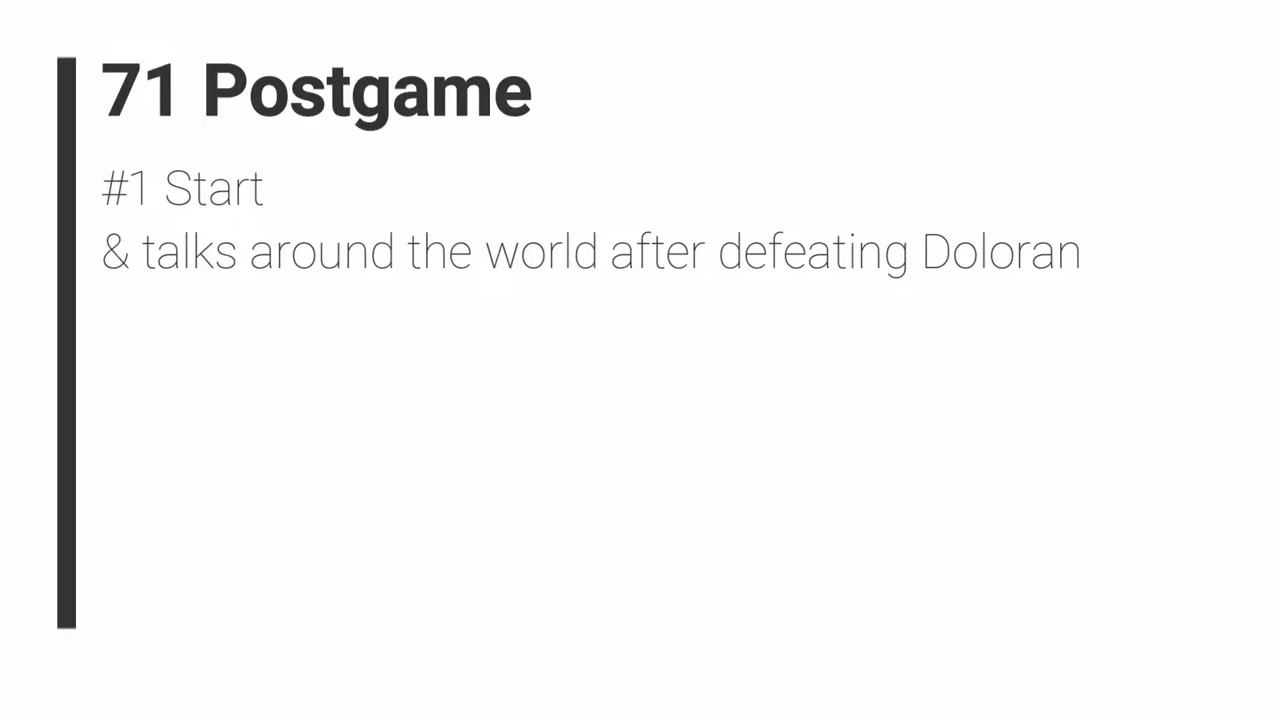 71 Postgame
#1 Start
& talks around the world after defeating Doloran